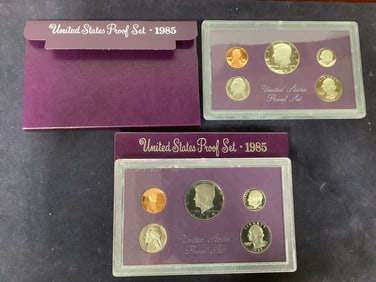 United States Proof Set · 1985
United States
Proof Set
United States Proof Set · 1985
United States
Proof Set